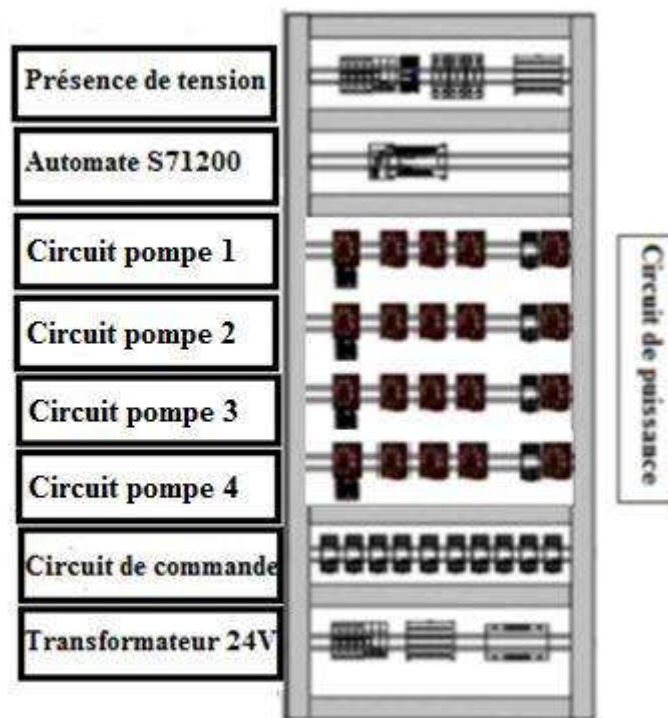 Présence de tension
Automate S71200
Circuit pompe 1
Circuit pompe 2
Circuit pompe 3
Circuit pompe 4
Circuit de commande
Transformateur 24V
Circuit de puissance